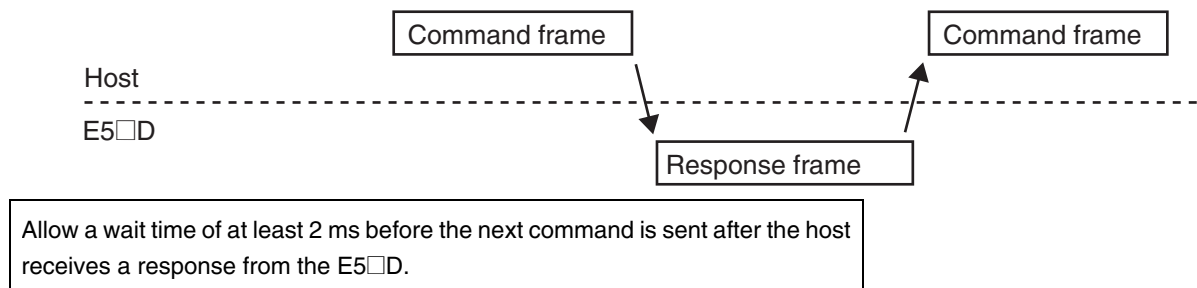 Command frame
Command frame
Host
E5□D
Response frame
Allow a wait time of at least 2 ms before the next command is sent after the host
receives a response from the E5□D.